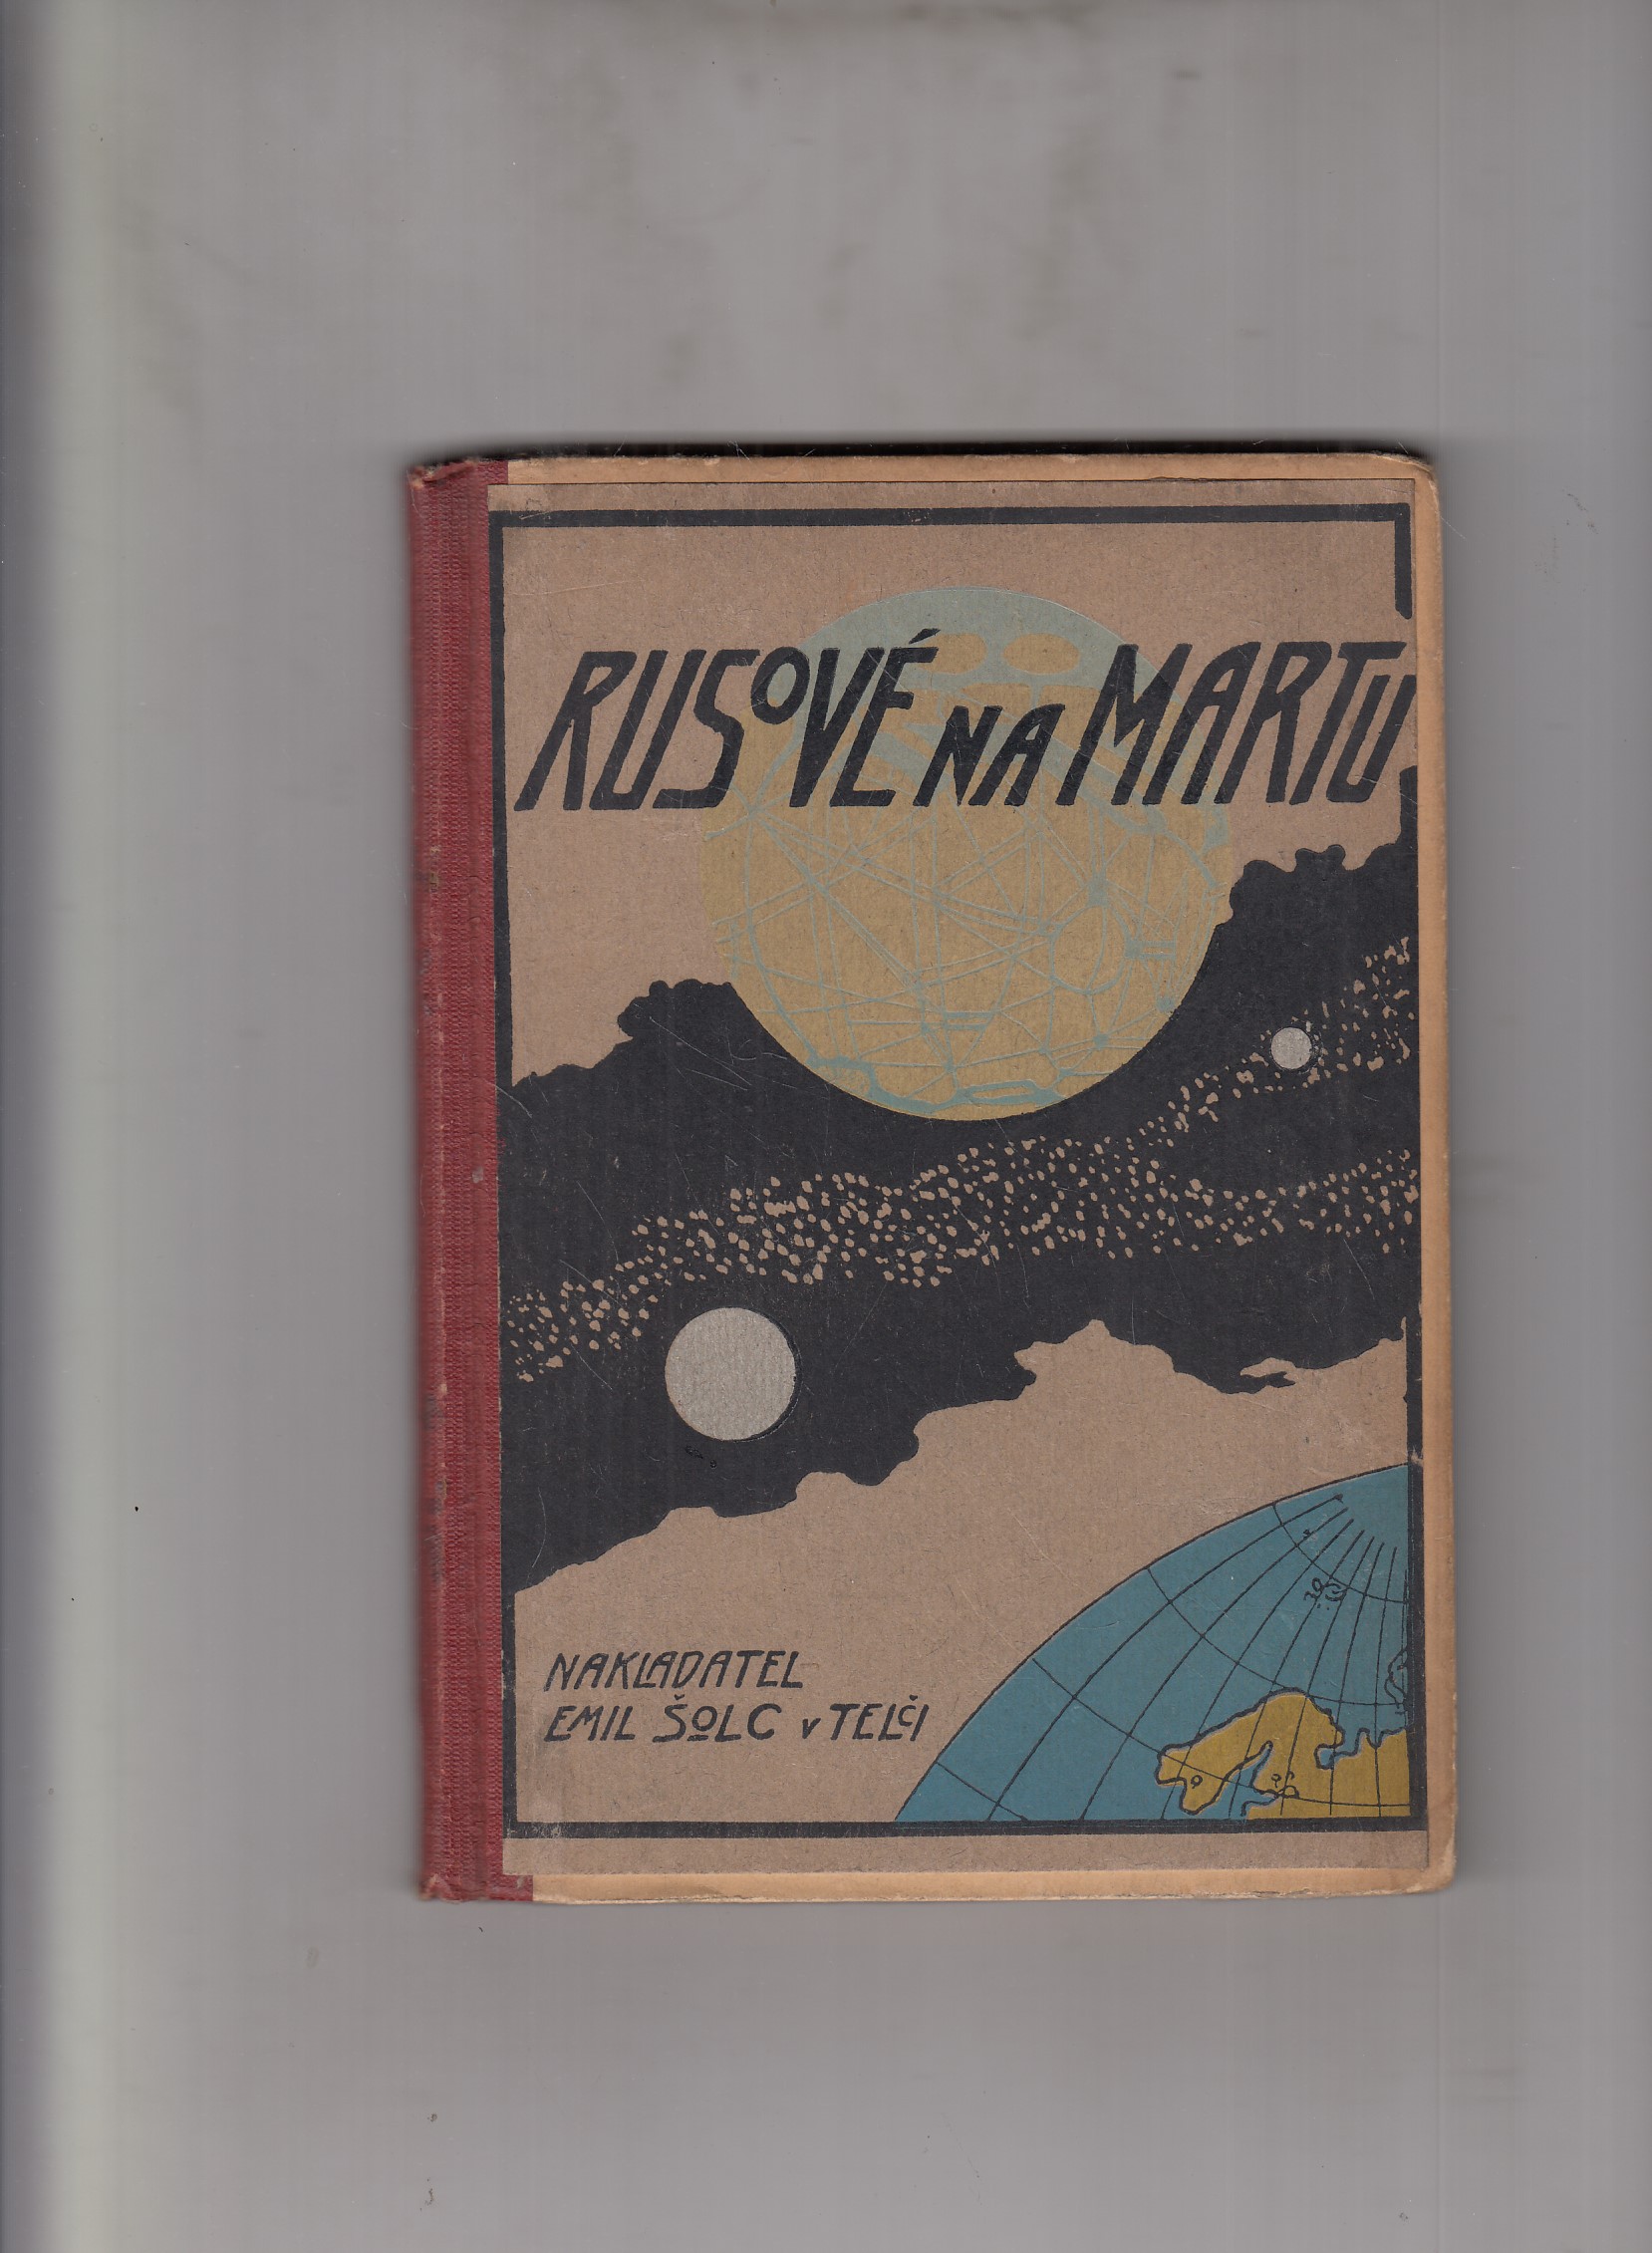 RUSOVÉ NA MARTU
NAKLADATEL
EMIL ŠOLC V TELČI